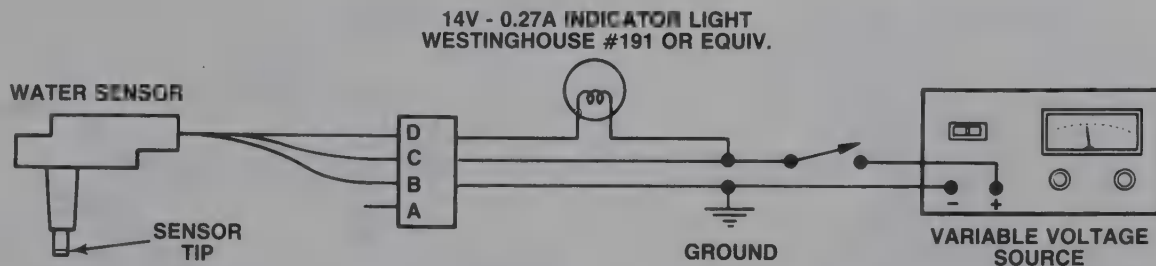 14V - 0.27A INDICATOR LIGHT
WESTINGHOUSE #191 OR EQUIV.
WATER SENSOR
D
C
B
A
SENSOR
TIP
GROUND
- +
VARIABLE VOLTAGE
SOURCE